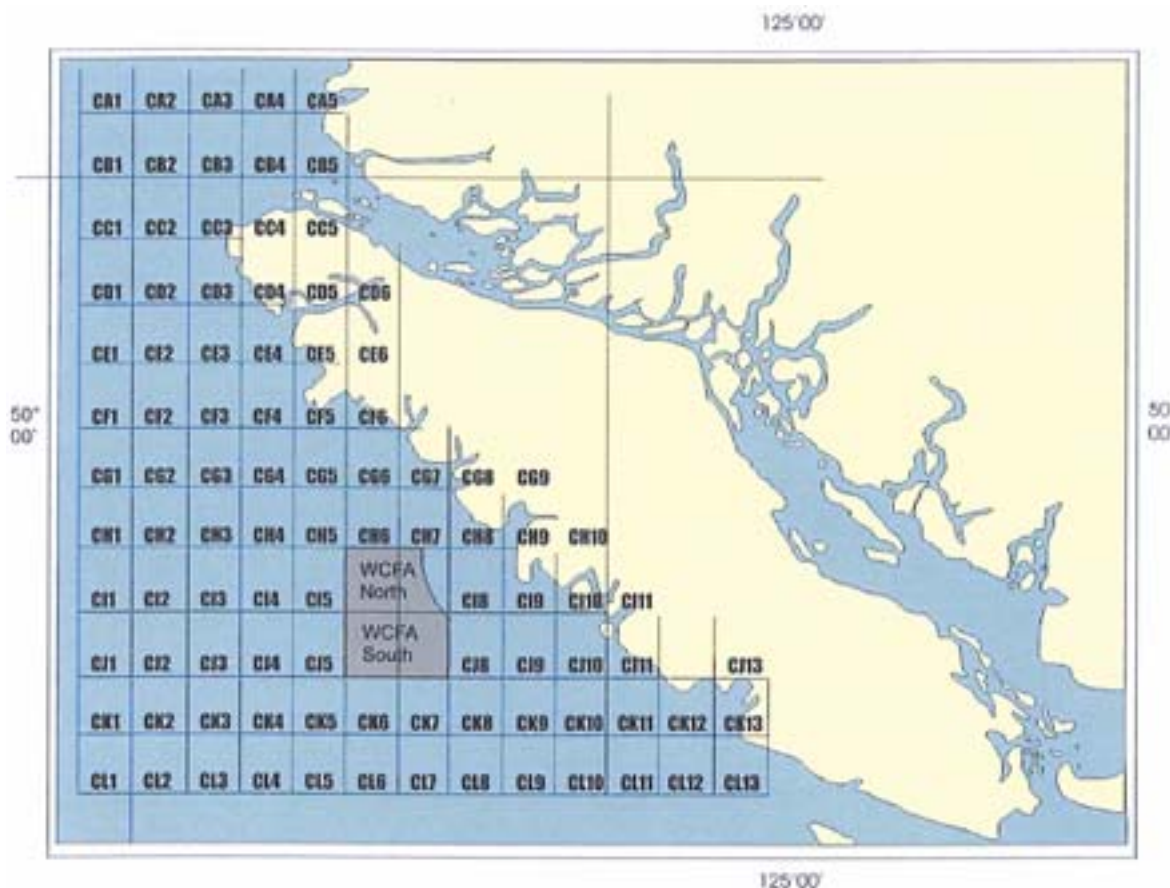 125°00'
CA1 CA2 CA3 CA4 CA5
CB1 CB2 CB3 CB4 CB5
CC1 CC2 CC3 CC4 CC5
CD1 CD2 CD3 CD4 CD5 CD6
CE1 CE2 CE3 CE4 CE5 CE6
50°
00'
50
00
CF1 CF2 CF3 CF4 CF5 CF6
CG1 CG2 CG3 CG4 CG5 CG6 CG7 CG8 CG9
CH1 CH2 CH3 CH4 CH5 CH6 CH7 CH8 CH9 CH10
WCFA
North
CI1 CI2 CI3 CI4 CI5 CI8 CI9 CI10 CI11
WCFA
South
CJ1 CJ2 CJ3 CJ4 CJ5 CJ8 CJ9 CJ10 CJ11 CJ13
CK1 CK2 CK3 CK4 CK5 CK6 CK7 CK8 CK9 CK10 CK11 CK12 CK13
CL1 CL2 CL3 CL4 CL5 CL6 CL7 CL8 CL9 CL10 CL11 CL12 CL13
125°00'